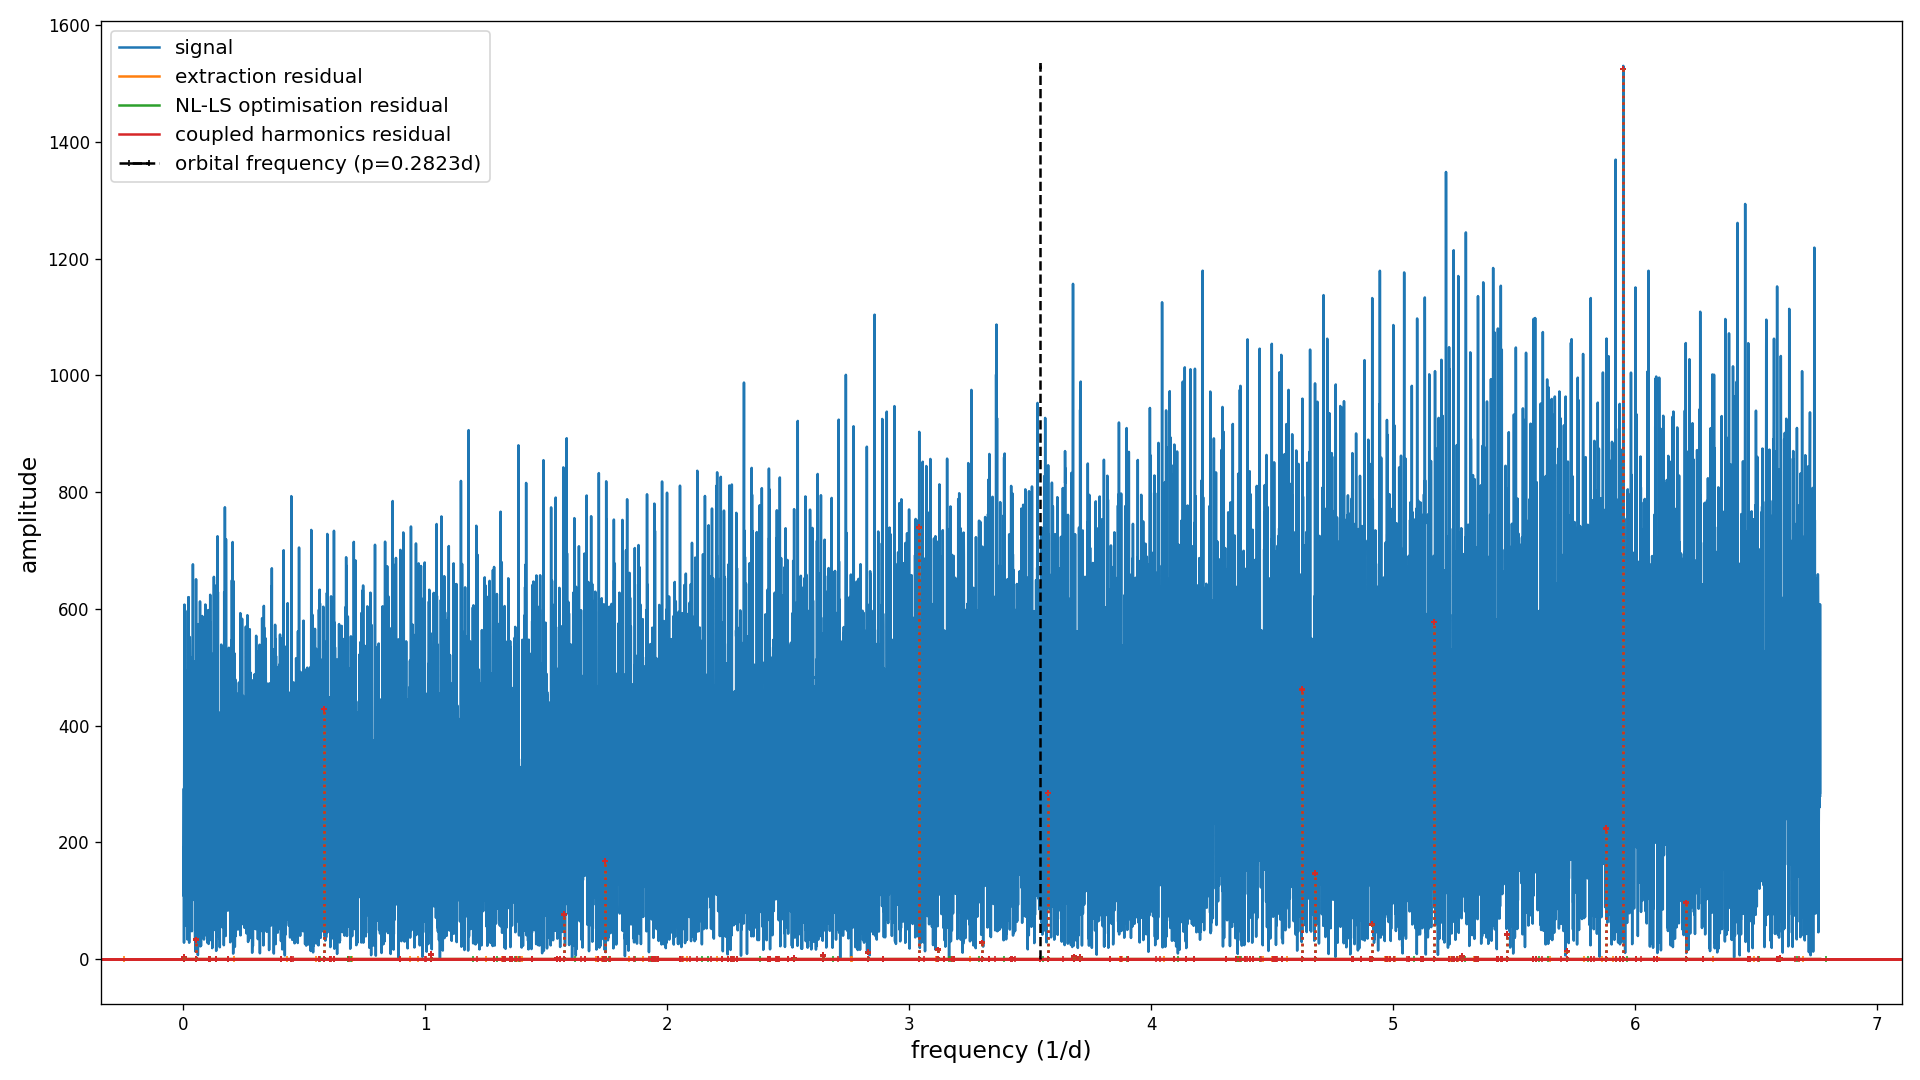 1600
1400
1200
1000
800
600
400
200
0
amplitude
signal
extraction residual
NL-LS optimisation residual
coupled harmonics residual
orbital frequency (p=0.2823d)
0 1 2 3 4 5 6 7
frequency (1/d)